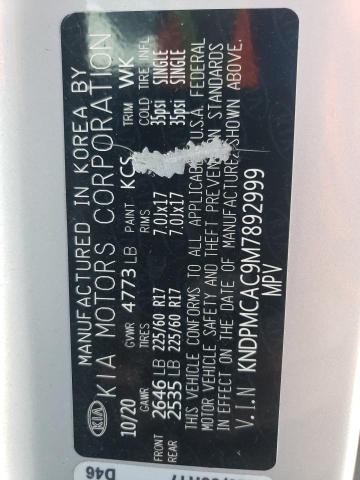 MANUFACTURED IN KOREA BY
KIA MOTORS CORPORATION
KIA
10/20 GVWR 4773 LB PAINT KCS TRIM WK
GAWR TIRES RIMS COLD TIRE INFL
FRONT 2646 LB 225/60 R17 7.0Jx17 35psi SINGLE
REAR 2535 LB 225/60 R17 7.0Jx17 35psi SINGLE
THIS VEHICLE CONFORMS TO ALL APPLICABLE U.S.A. FEDERAL
MOTOR VEHICLE SAFETY AND THEFT PREVENTION STANDARDS
IN EFFECT ON THE DATE OF MANUFACTURE SHOWN ABOVE.
V.I.N KNDPMCAC9M7892999
MPV
D46